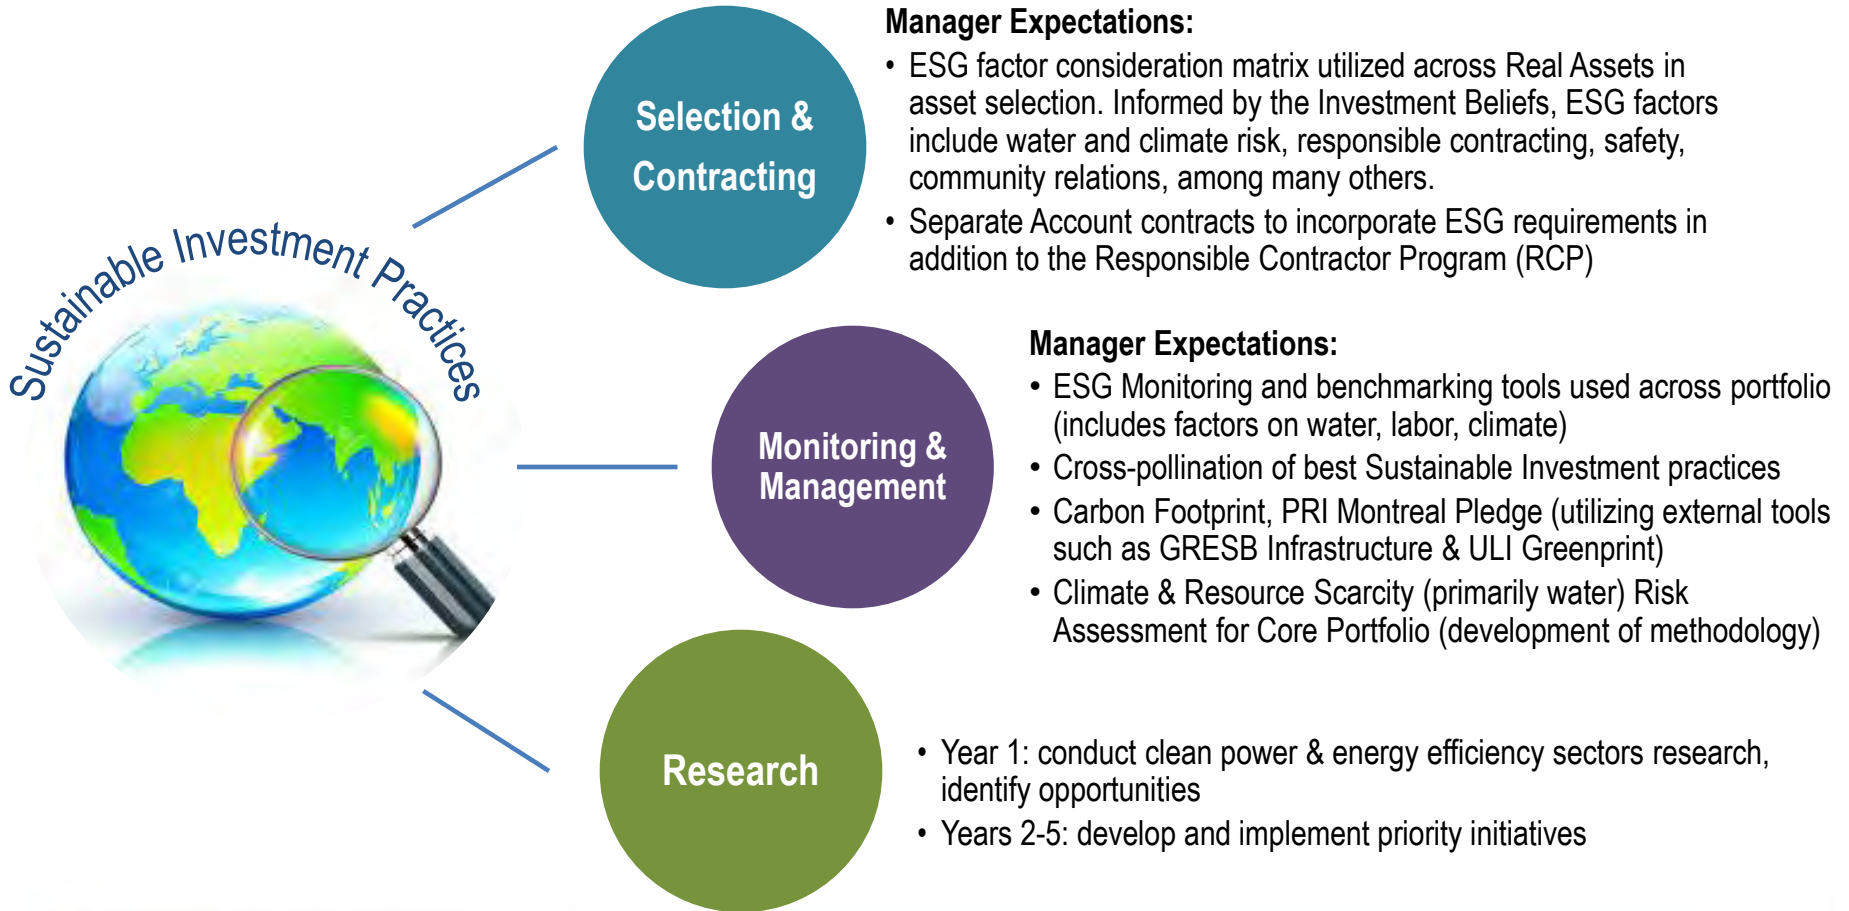 Sustainable Investment Practices
Selection &
Contracting
Manager Expectations:
• ESG factor consideration matrix utilized across Real Assets in
asset selection. Informed by the Investment Beliefs, ESG factors
include water and climate risk, responsible contracting, safety,
community relations, among many others.
• Separate Account contracts to incorporate ESG requirements in
addition to the Responsible Contractor Program (RCP)
Monitoring &
Management
Manager Expectations:
• ESG Monitoring and benchmarking tools used across portfolio
(includes factors on water, labor, climate)
• Cross-pollination of best Sustainable Investment practices
• Carbon Footprint, PRI Montreal Pledge (utilizing external tools
such as GRESB Infrastructure & ULI Greenprint)
• Climate & Resource Scarcity (primarily water) Risk
Assessment for Core Portfolio (development of methodology)
Research
• Year 1: conduct clean power & energy efficiency sectors research,
identify opportunities
• Years 2-5: develop and implement priority initiatives